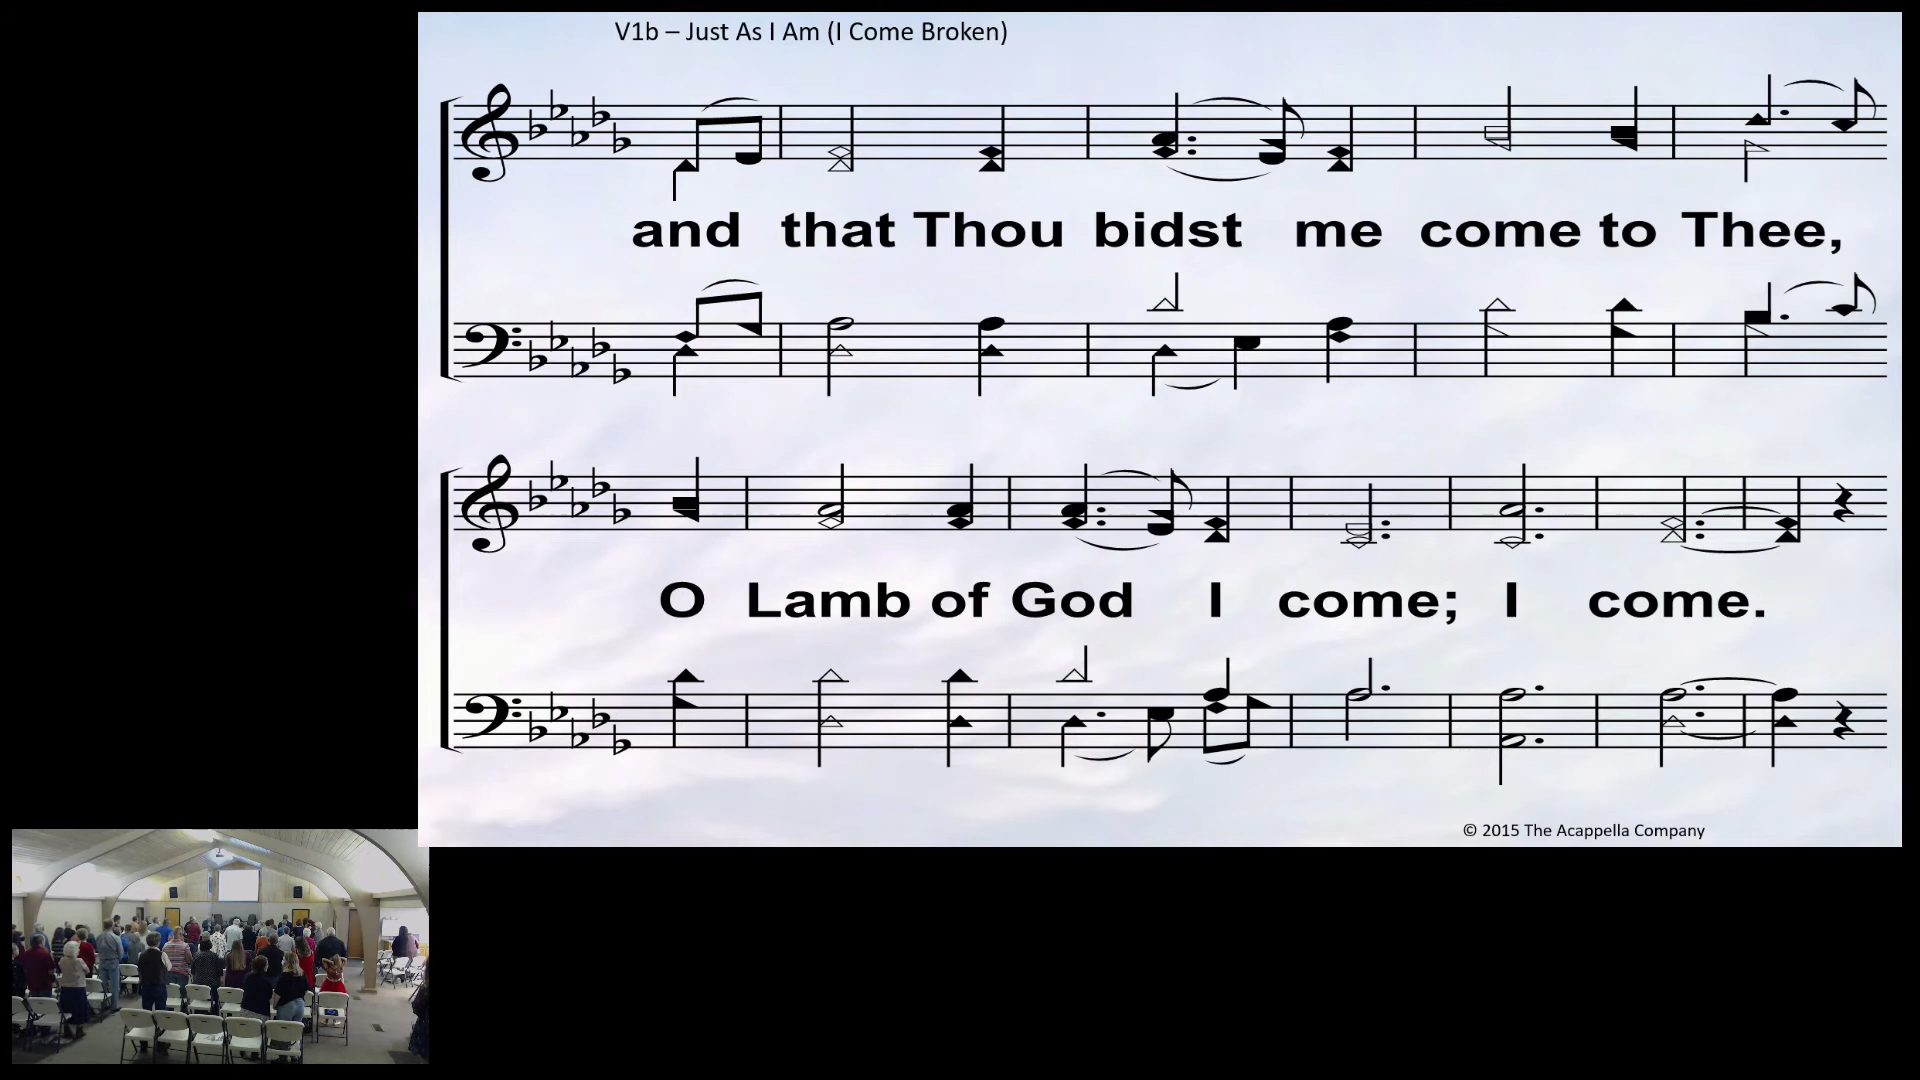 V1b – Just As I Am (I Come Broken)
and that Thou bidst me come to Thee,
O Lamb of God I come; I come.
© 2015 The Acappella Company